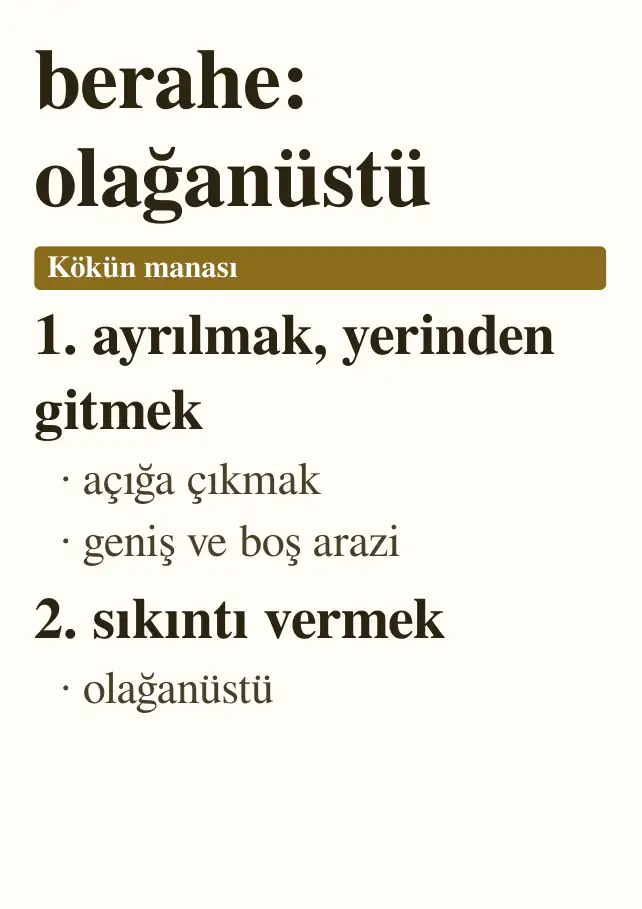 berahe:
olağanüstü
Kökün manası
1. ayrılmak, yerinden
gitmek
· açığa çıkmak
· geniş ve boş arazi
2. sıkıntı vermek
· olağanüstü